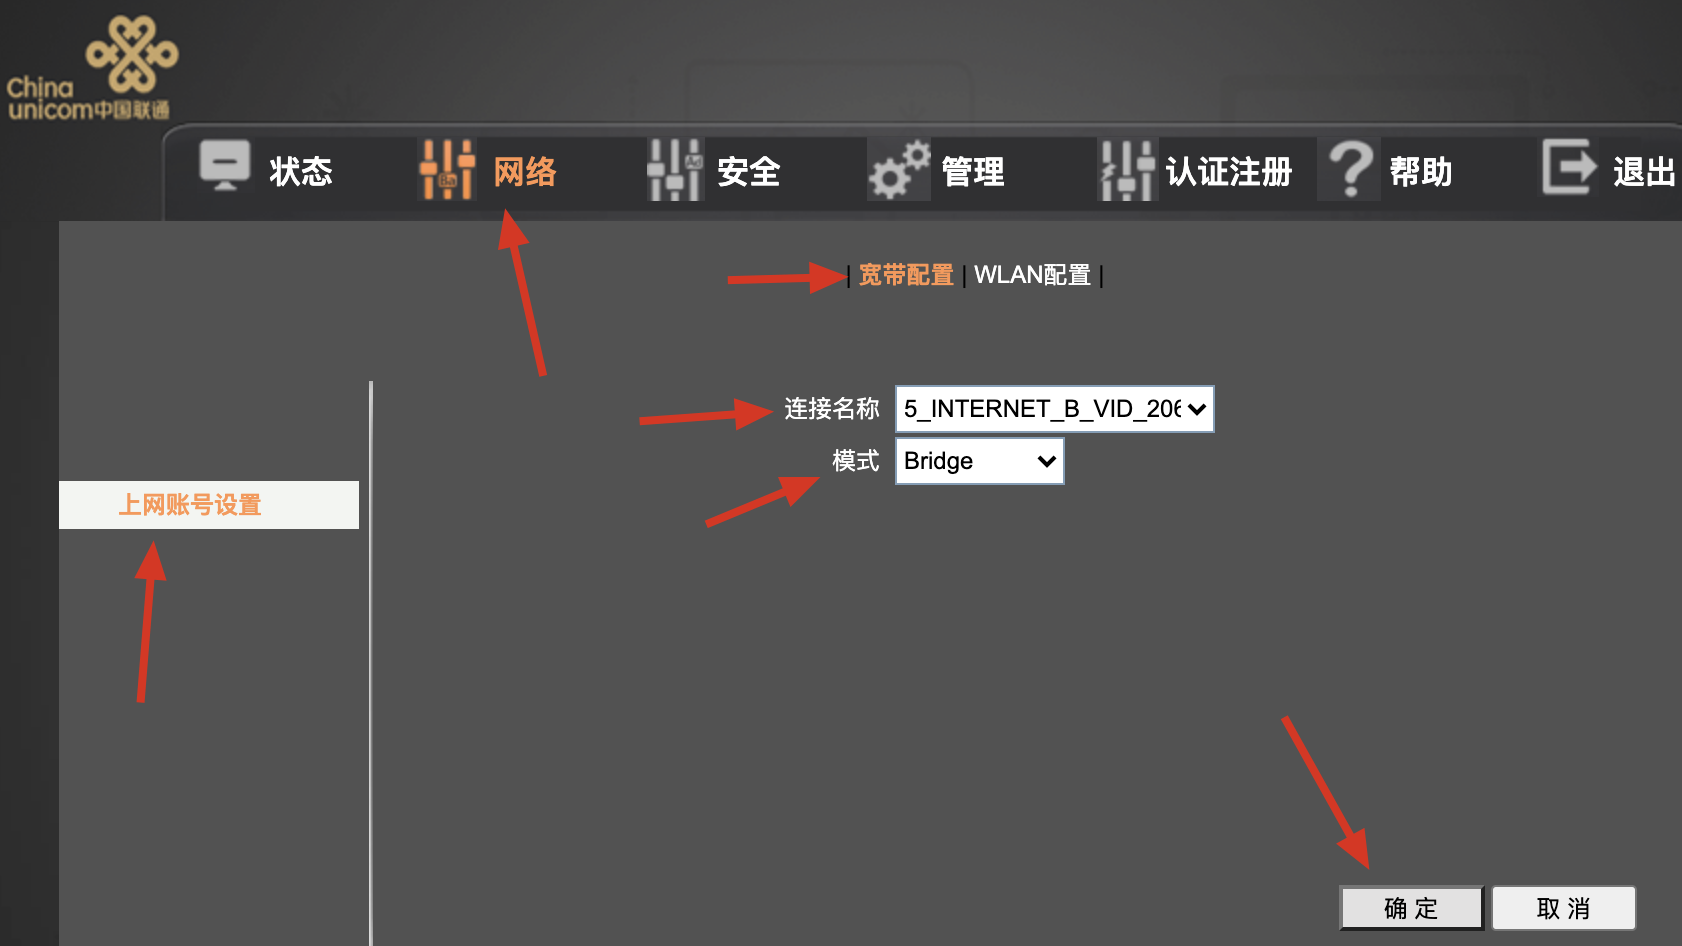 China
unicom中国联通
状态 网络 安全 管理 认证注册 帮助 退出
| 宽带配置 | WLAN配置 |
连接名称 5_INTERNET_B_VID_206
模式 Bridge
上网账号设置
确 定 取 消